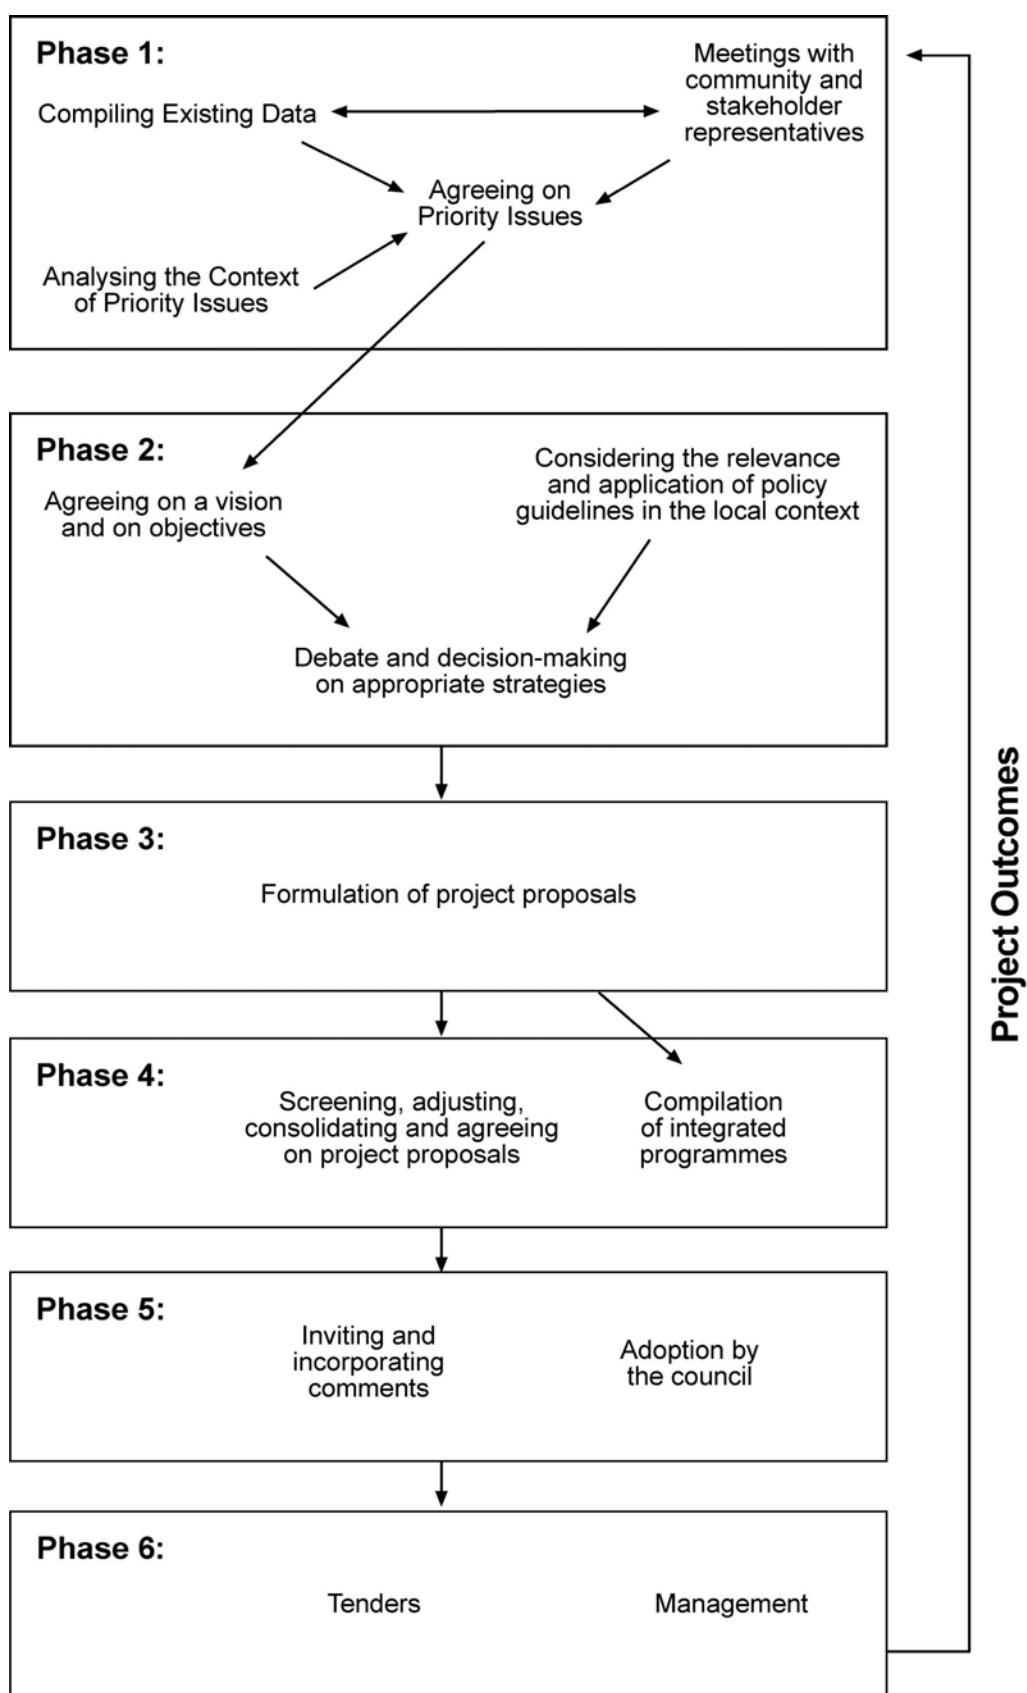 Phase 1:
Compiling Existing Data
Meetings with
community and
stakeholder
representatives
Agreeing on
Priority Issues
Analysing the Context
of Priority Issues
Phase 2:
Agreeing on a vision
and on objectives
Considering the relevance
and application of policy
guidelines in the local context
Debate and decision-making
on appropriate strategies
Phase 3:
Formulation of project proposals
Phase 4:
Screening, adjusting,
consolidating and agreeing
on project proposals
Compilation
of integrated
programmes
Phase 5:
Inviting and
incorporating
comments
Adoption by
the council
Phase 6:
Tenders
Management
Project Outcomes